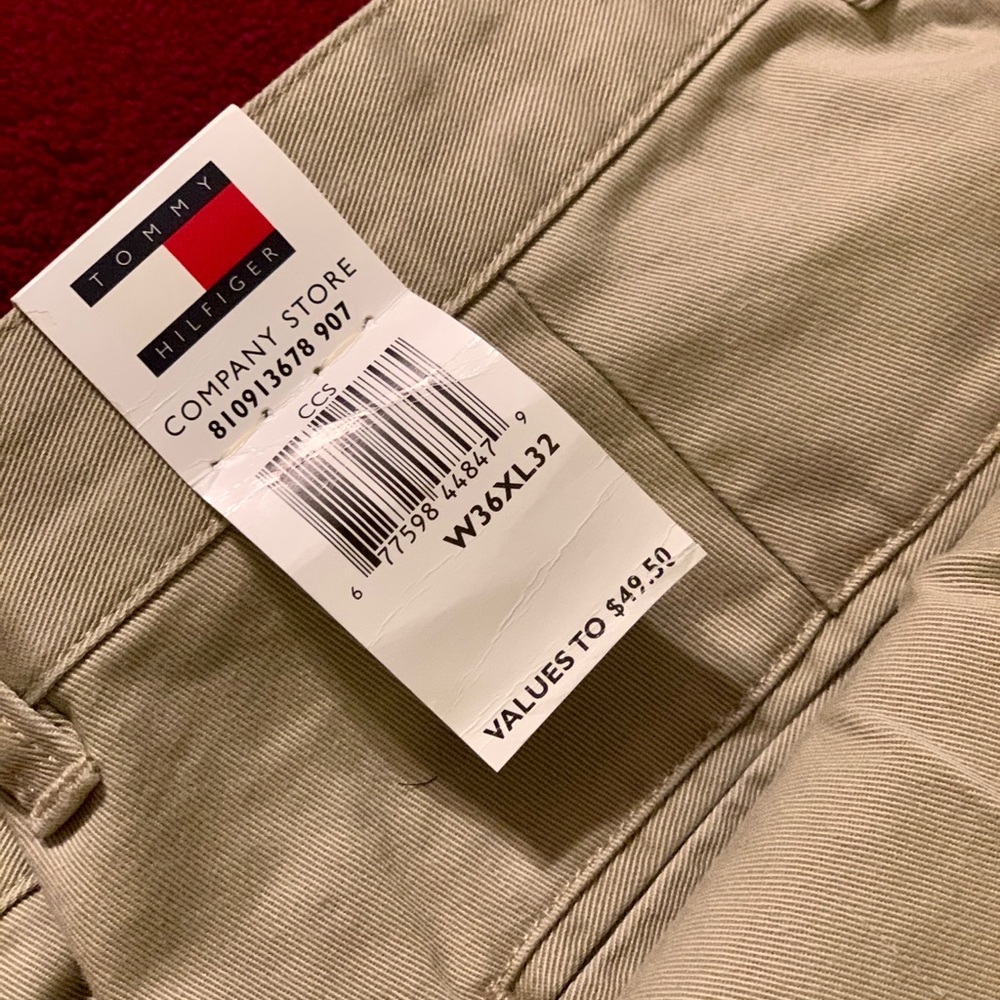 TOMMY
HILFIGER
COMPANY STORE
810913678 907
CCS
6 77598 44847 9
W36XL32
VALUES TO $49.50